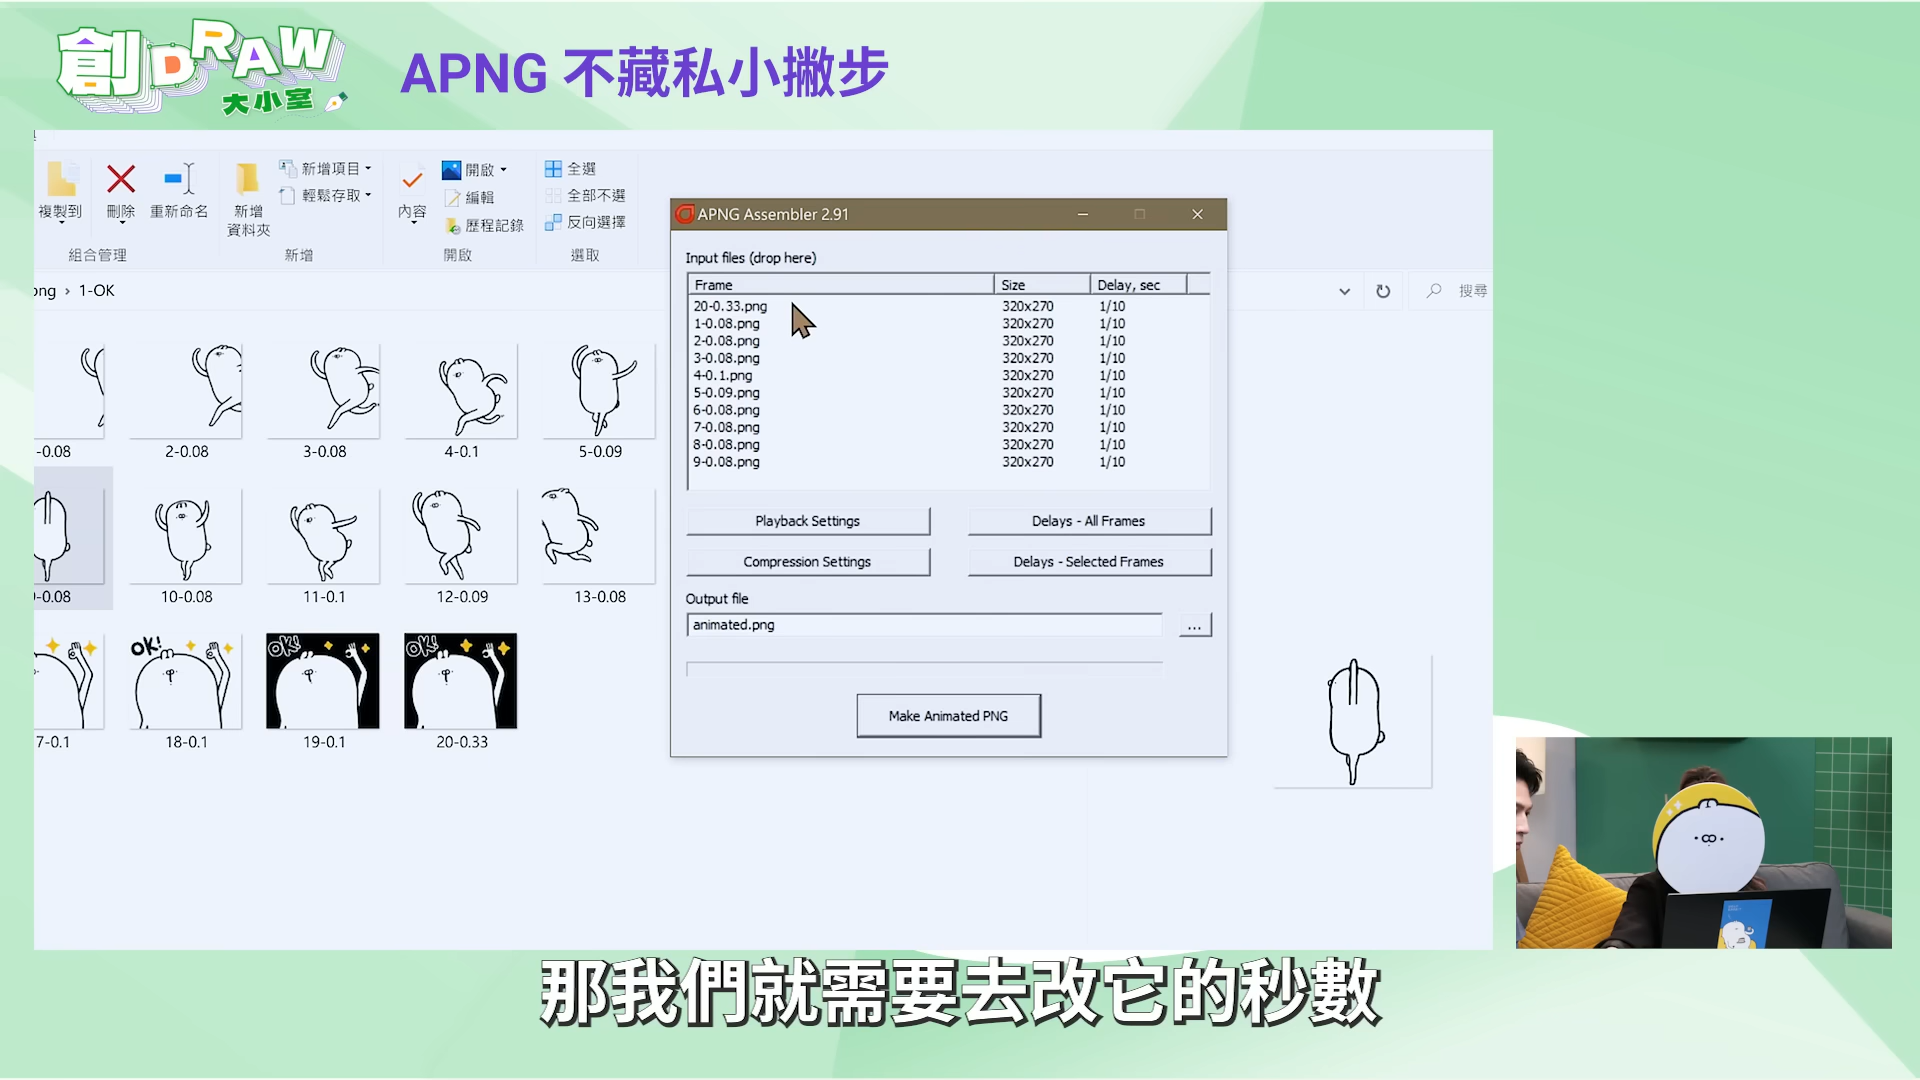 創DRAW
大小室
APNG 不藏私小撇步
複製到
刪除
重新命名
組合管理
新增
資料夾
新增項目
輕鬆存取
新增
內容
開啟
編輯
歷程記錄
開啟
全選
全部不選
反向選擇
選取
png › 1-OK
搜尋
-0.08
2-0.08
3-0.08
4-0.1
5-0.09
-0.08
10-0.08
11-0.1
12-0.09
13-0.08
OK!
OK!
OK!
7-0.1
18-0.1
19-0.1
20-0.33
APNG Assembler 2.91
Input files (drop here)
Frame Size Delay, sec
20-0.33.png 320x270 1/10
1-0.08.png 320x270 1/10
2-0.08.png 320x270 1/10
3-0.08.png 320x270 1/10
4-0.1.png 320x270 1/10
5-0.09.png 320x270 1/10
6-0.08.png 320x270 1/10
7-0.08.png 320x270 1/10
8-0.08.png 320x270 1/10
9-0.08.png 320x270 1/10
Playback Settings
Delays - All Frames
Compression Settings
Delays - Selected Frames
Output file
animated.png
...
Make Animated PNG
那我們就需要去改它的秒數